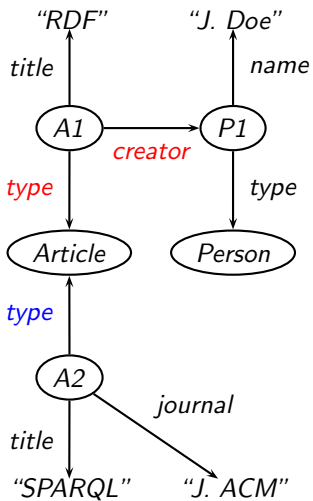 “RDF” “J. Doe”
title name
A1 P1
creator
type type
Article Person
type
A2
journal
title
“SPARQL” “J. ACM”